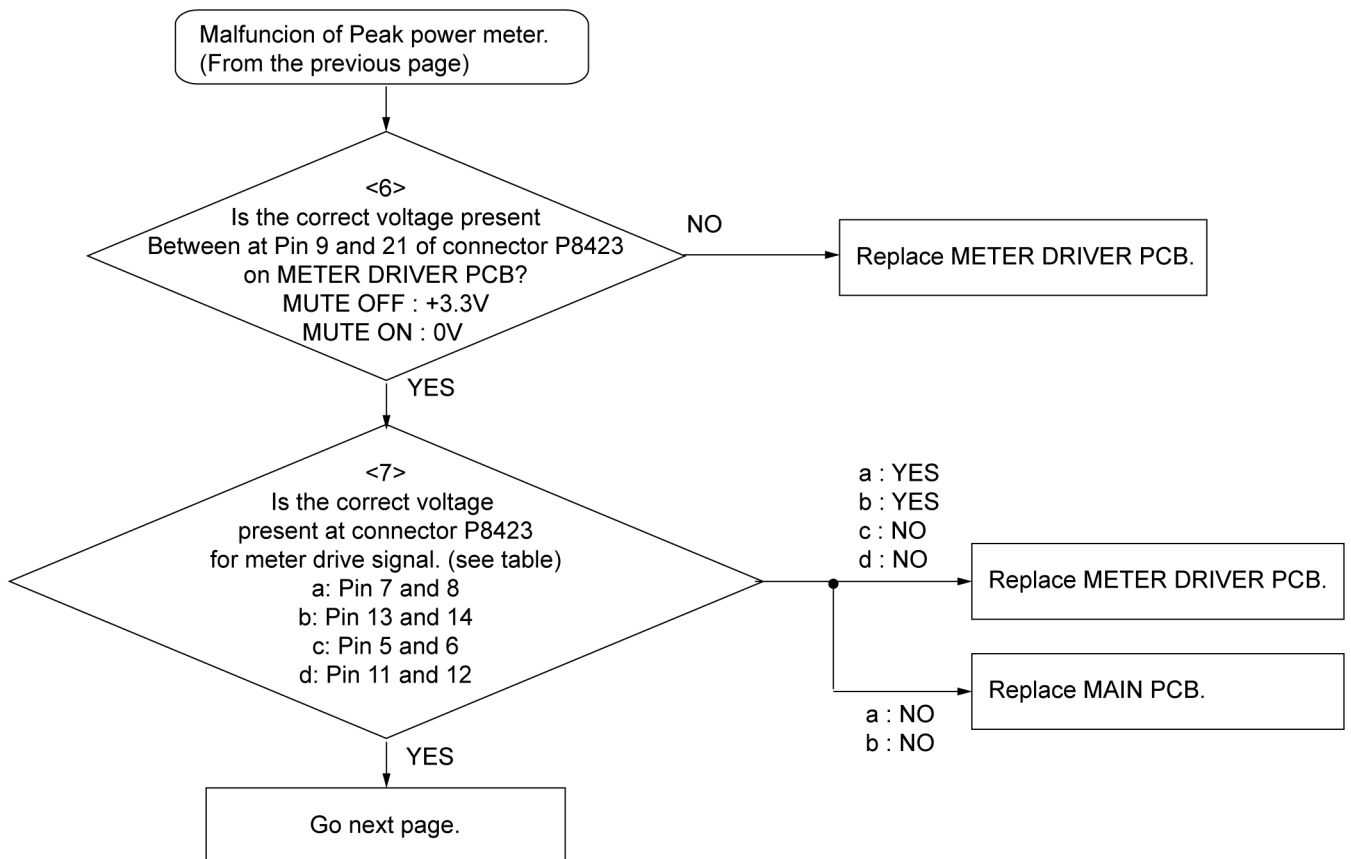 Malfuncion of Peak power meter.
(From the previous page)
<6>
Is the correct voltage present
Between at Pin 9 and 21 of connector P8423
on METER DRIVER PCB?
MUTE OFF : +3.3V
MUTE ON : 0V
NO
Replace METER DRIVER PCB.
YES
<7>
Is the correct voltage
present at connector P8423
for meter drive signal. (see table)
a: Pin 7 and 8
b: Pin 13 and 14
c: Pin 5 and 6
d: Pin 11 and 12
a : YES
b : YES
c : NO
d : NO
Replace METER DRIVER PCB.
Replace MAIN PCB.
a : NO
b : NO
YES
Go next page.